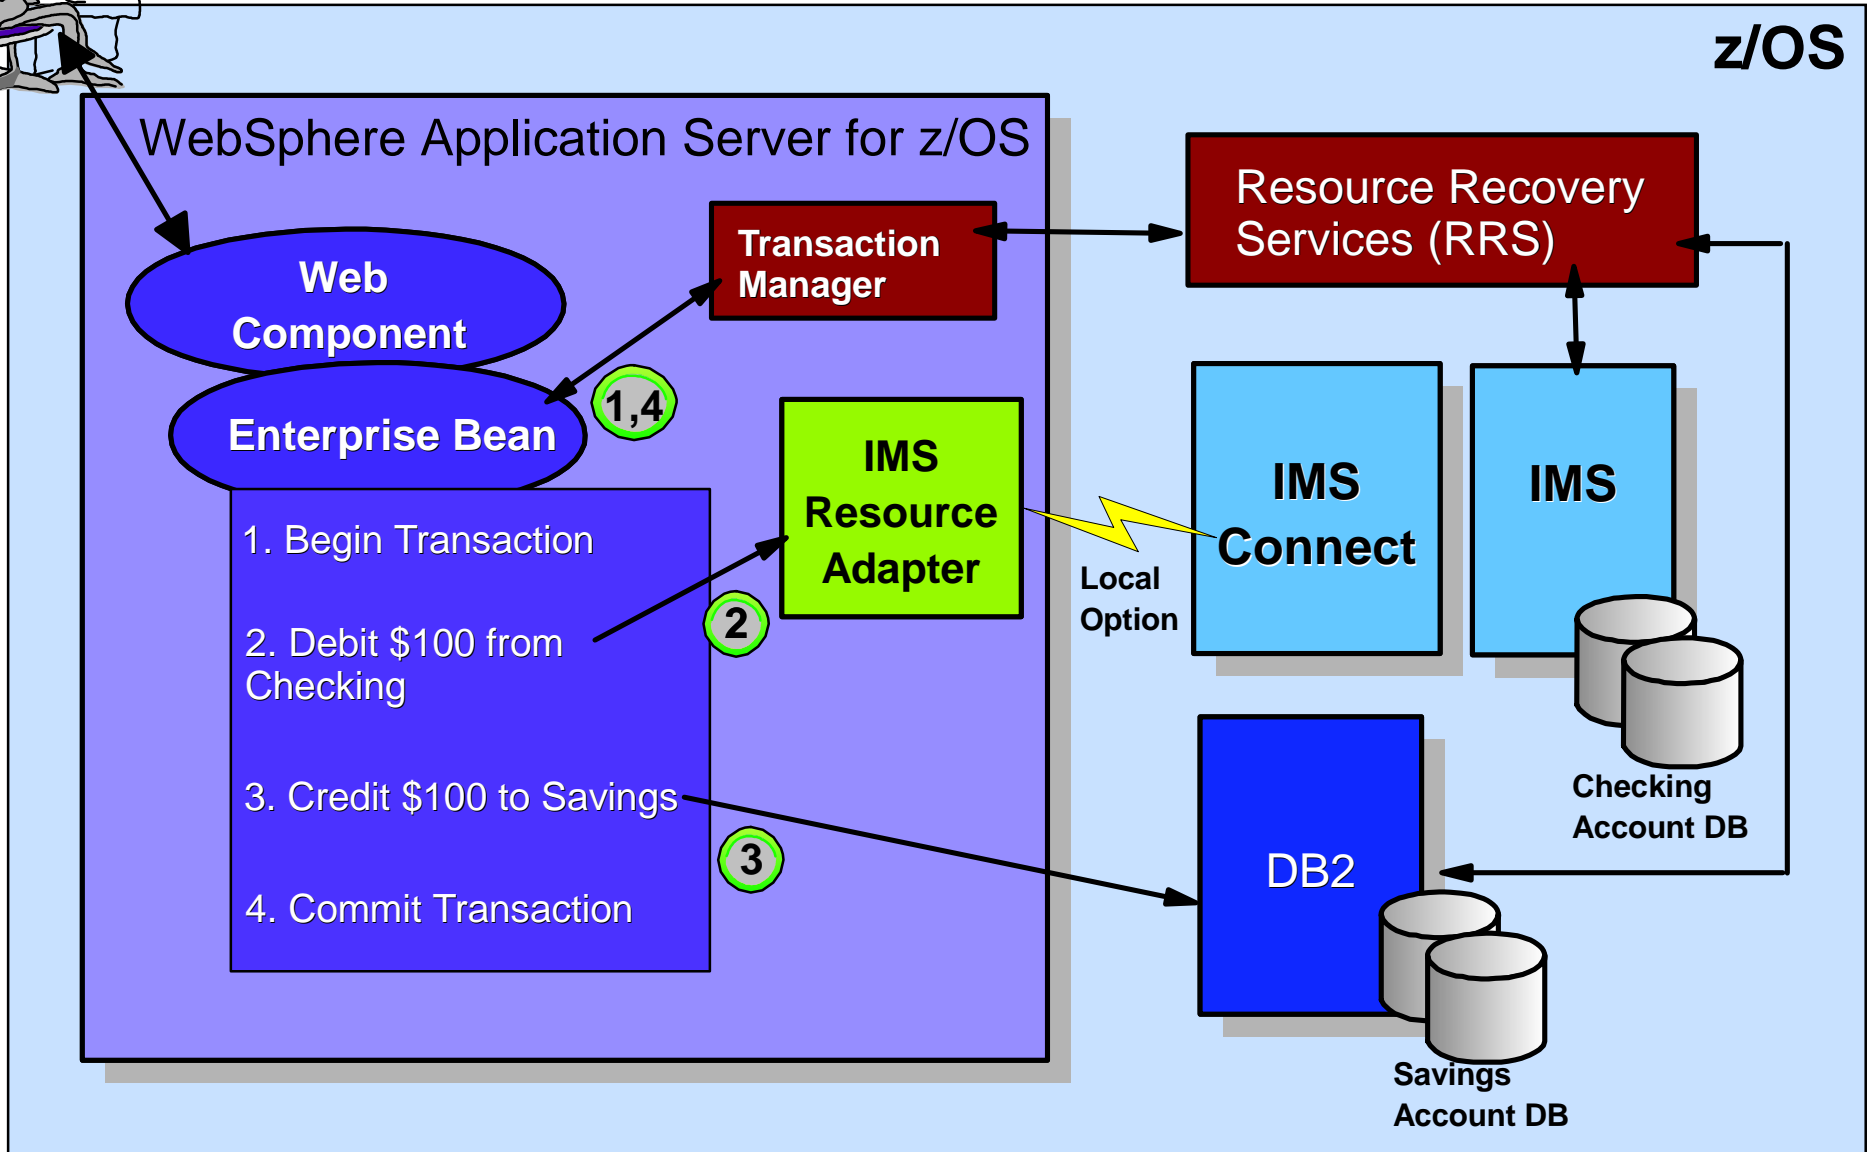 z/OS
WebSphere Application Server for z/OS
Web
Component
Enterprise Bean
Transaction
Manager
1,4
Resource Recovery
Services (RRS)
IMS
Resource
Adapter
Local
Option
IMS
Connect
IMS
1. Begin Transaction
2. Debit $100 from
Checking
2
3. Credit $100 to Savings
3
4. Commit Transaction
Checking
Account DB
DB2
Savings
Account DB